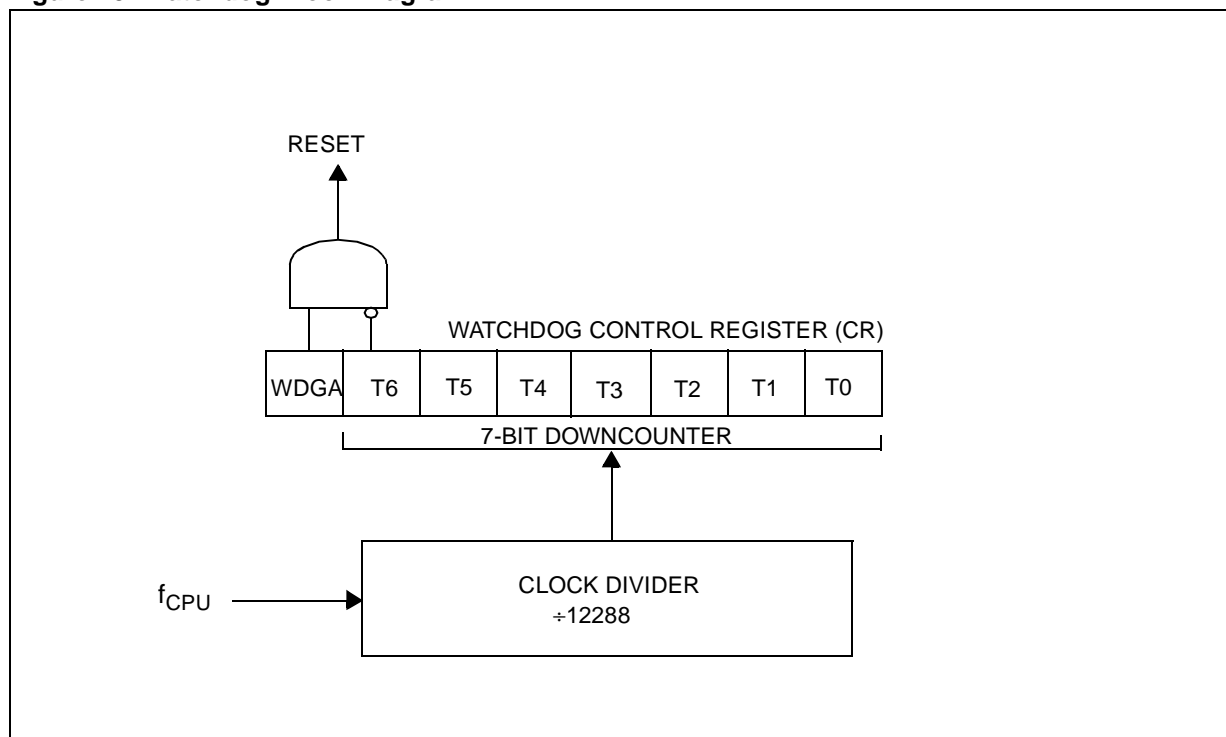 RESET
WATCHDOG CONTROL REGISTER (CR)
WDGA T6 T5 T4 T3 T2 T1 T0
7-BIT DOWNCOUNTER
fCPU
CLOCK DIVIDER
÷12288